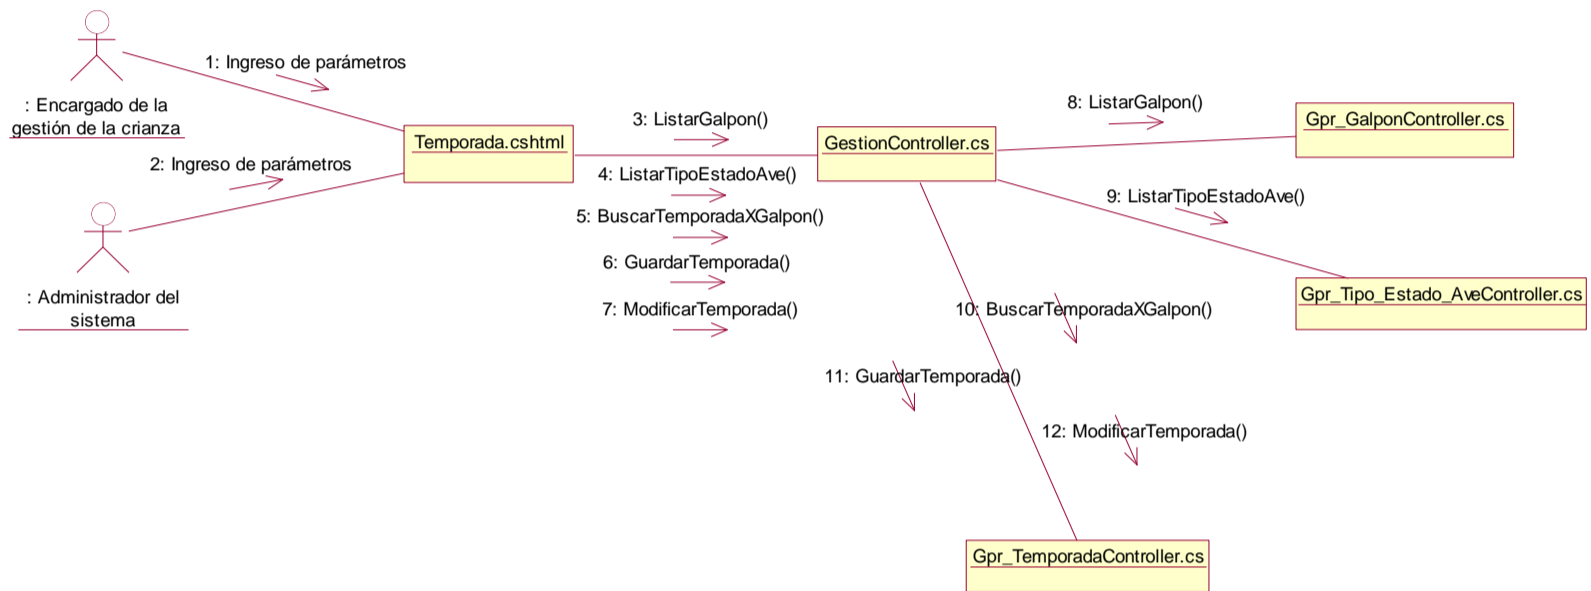 1: Ingreso de parámetros
: Encargado de la
gestión de la crianza
2: Ingreso de parámetros
: Administrador del
sistema
Temporada.cshtml
3: ListarGalpon()
4: ListarTipoEstadoAve()
5: BuscarTemporadaXGalpon()
6: GuardarTemporada()
7: ModificarTemporada()
GestionController.cs
8: ListarGalpon()
Gpr_GalponController.cs
9: ListarTipoEstadoAve()
Gpr_Tipo_Estado_AveController.cs
10: BuscarTemporadaXGalpon()
11: GuardarTemporada()
12: ModificarTemporada()
Gpr_TemporadaController.cs